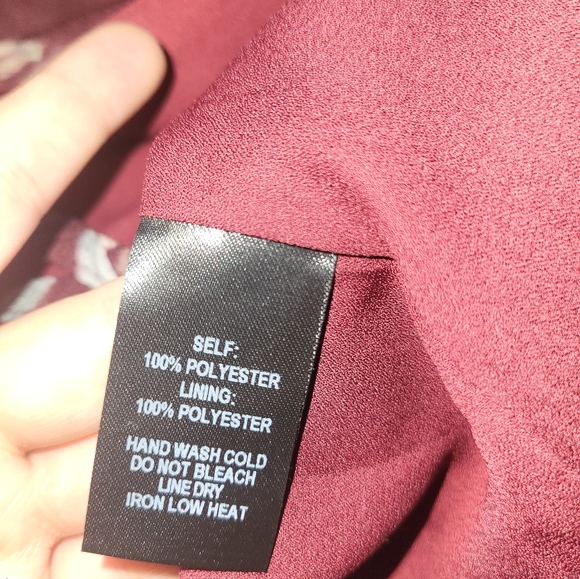 SELF:
100% POLYESTER
LINING:
100% POLYESTER
HAND WASH COLD
DO NOT BLEACH
LINE DRY
IRON LOW HEAT